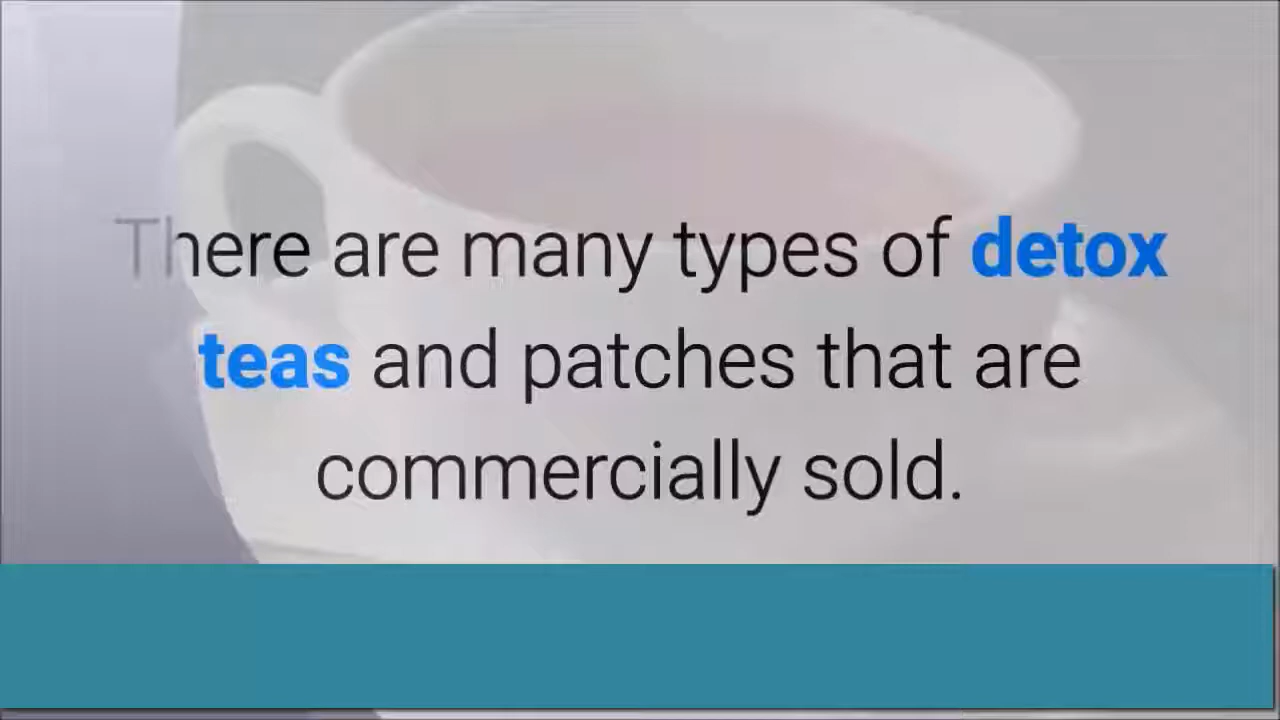 There are many types of detox
teas and patches that are
commercially sold.